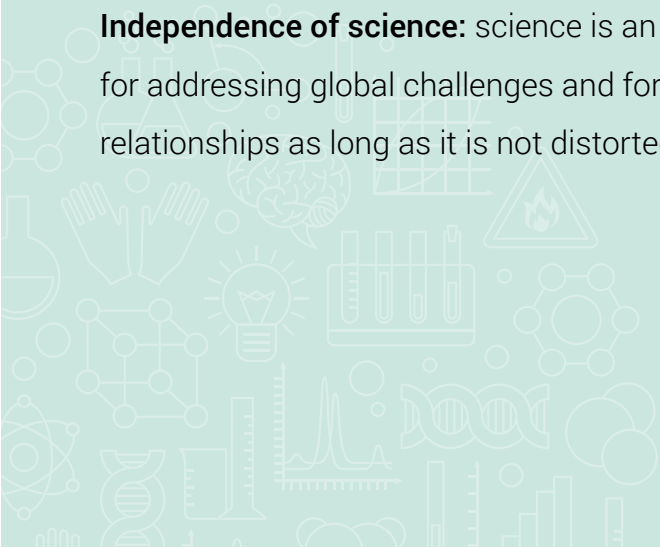 Independence of science: science is an
for addressing global challenges and for
relationships as long as it is not